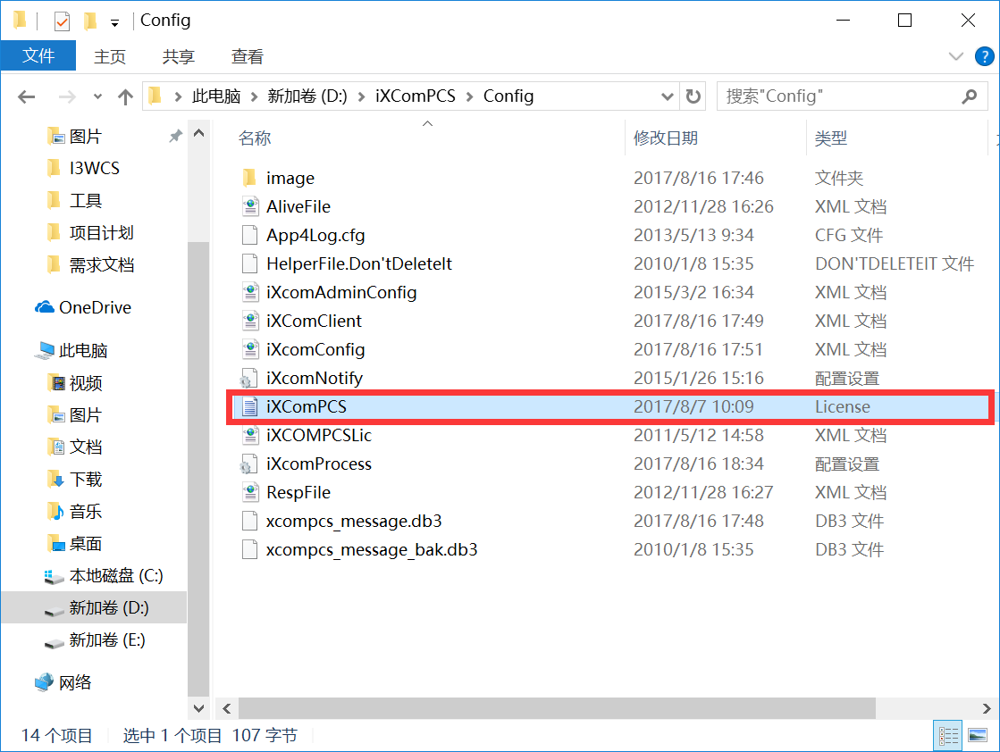 Config
文件 主页 共享 查看
此电脑 新加卷 (D:) iXComPCS Config 搜索"Config"
图片
I3WCS
工具
项目计划
需求文档
OneDrive
此电脑
视频
图片
文档
下载
音乐
桌面
本地磁盘 (C:)
新加卷 (D:)
新加卷 (E:)
网络
名称 修改日期 类型
image 2017/8/16 17:46 文件夹
AliveFile 2012/11/28 16:26 XML 文档
App4Log.cfg 2013/5/13 9:34 CFG 文件
HelperFile.Don'tDeleteIt 2010/1/8 15:35 DON'TDELETEIT 文件
iXcomAdminConfig 2015/3/2 16:34 XML 文档
iXComClient 2017/8/16 17:49 XML 文档
iXcomConfig 2017/8/16 17:51 XML 文档
iXcomNotify 2015/1/26 15:16 配置设置
iXComPCS 2017/8/7 10:09 License
iXCOMPCSLic 2011/5/12 14:58 XML 文档
iXcomProcess 2017/8/16 18:34 配置设置
RespFile 2012/11/28 16:27 XML 文档
xcompcs_message.db3 2017/8/16 17:48 DB3 文件
xcompcs_message_bak.db3 2010/1/8 15:35 DB3 文件
14 个项目 选中 1 个项目 107 字节